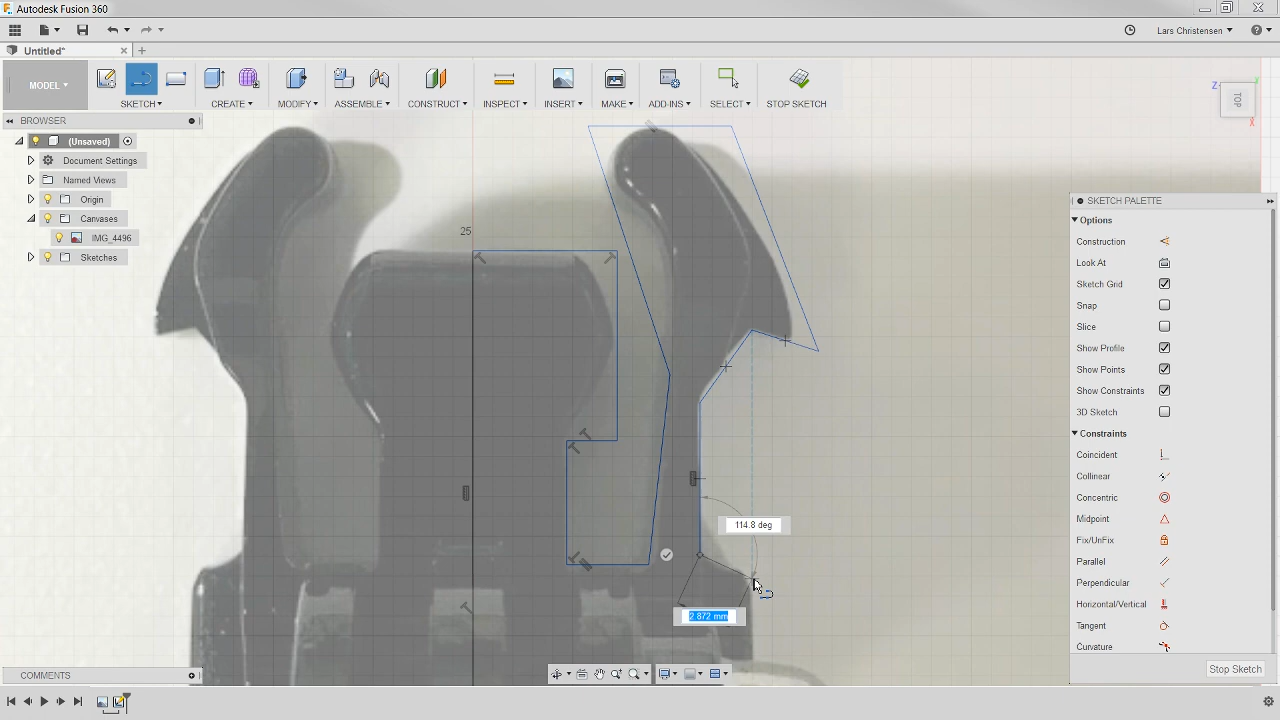 Autodesk Fusion 360
Lars Christensen
Untitled*
MODEL
SKETCH
CREATE
MODIFY
ASSEMBLE
CONSTRUCT
INSPECT
INSERT
MAKE
ADD-INS
SELECT
STOP SKETCH
BROWSER
(Unsaved)
Document Settings
Named Views
Origin
Canvases
IMG_4496
Sketches
Z
Y
X
TOP
25
114.8 deg
2.872 mm
SKETCH PALETTE
Options
Construction
Look At
Sketch Grid
Snap
Slice
Show Profile
Show Points
Show Constraints
3D Sketch
Constraints
Coincident
Collinear
Concentric
Midpoint
Fix/UnFix
Parallel
Perpendicular
Horizontal/Vertical
Tangent
Curvature
Stop Sketch
COMMENTS